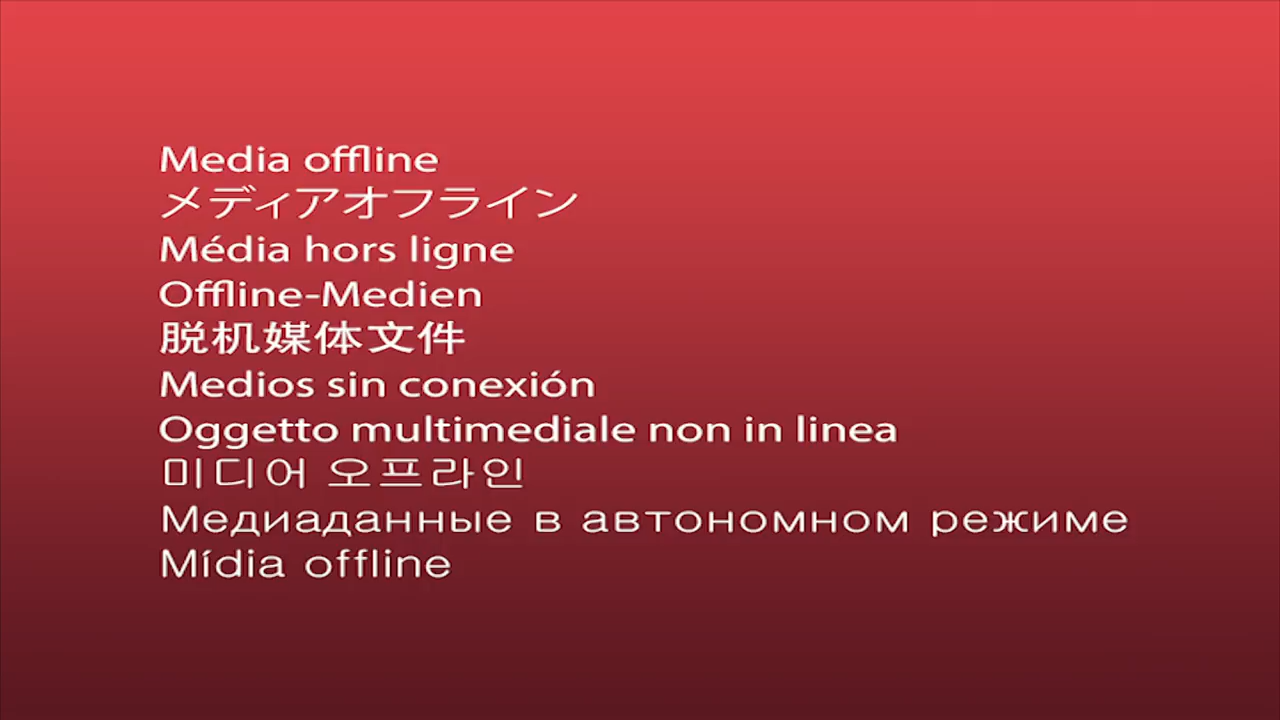 Media offline
メディアオフライン
Média hors ligne
Offline-Medien
脱机媒体文件
Medios sin conexión
Oggetto multimediale non in linea
미디어 오프라인
Медиаданные в автономном режиме
Mídia offline